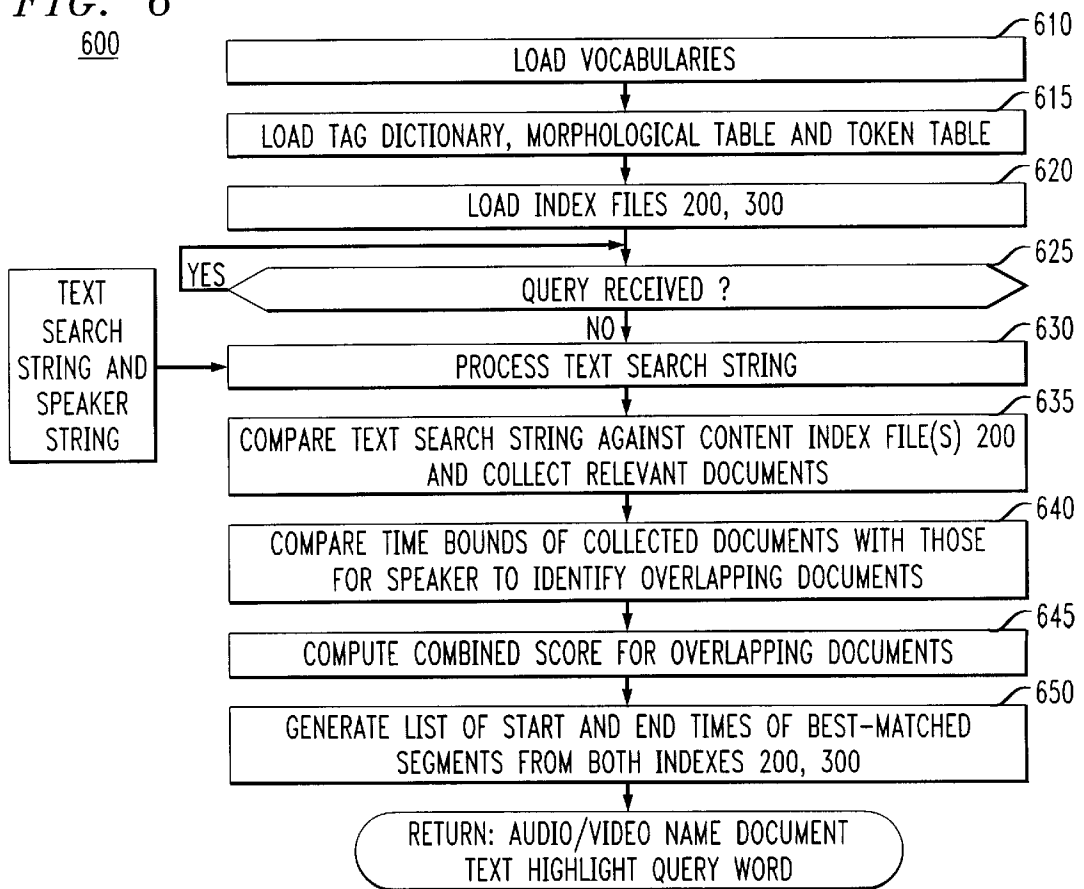 FIG. 6
600
610
LOAD VOCABULARIES
615
LOAD TAG DICTIONARY, MORPHOLOGICAL TABLE AND TOKEN TABLE
620
LOAD INDEX FILES 200, 300
625
YES
QUERY RECEIVED ?
NO
TEXT
SEARCH
STRING AND
SPEAKER
STRING
630
PROCESS TEXT SEARCH STRING
635
COMPARE TEXT SEARCH STRING AGAINST CONTENT INDEX FILE(S) 200
AND COLLECT RELEVANT DOCUMENTS
640
COMPARE TIME BOUNDS OF COLLECTED DOCUMENTS WITH THOSE
FOR SPEAKER TO IDENTIFY OVERLAPPING DOCUMENTS
645
COMPUTE COMBINED SCORE FOR OVERLAPPING DOCUMENTS
650
GENERATE LIST OF START AND END TIMES OF BEST-MATCHED
SEGMENTS FROM BOTH INDEXES 200, 300
RETURN: AUDIO/VIDEO NAME DOCUMENT
TEXT HIGHLIGHT QUERY WORD